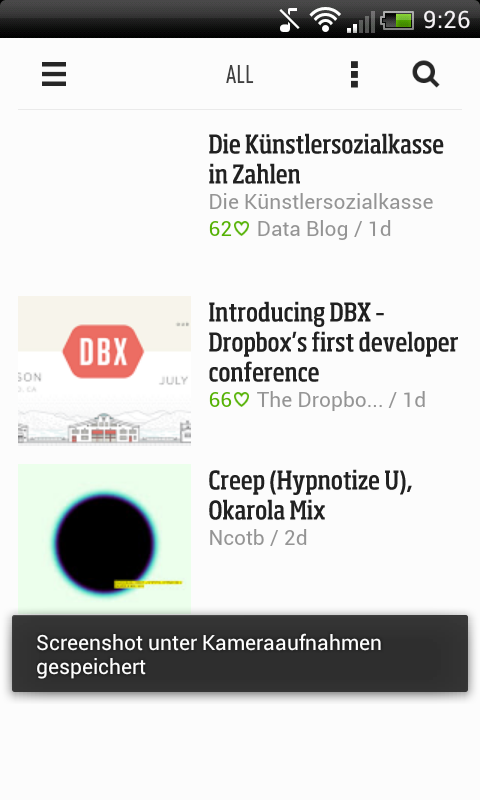 9:26
ALL
Die Künstlersozialkasse
in Zahlen
Die Künstlersozialkasse
62♡ Data Blog / 1d
DBX
SON
JULY
Introducing DBX -
Dropbox's first developer
conference
66♡ The Dropbo... / 1d
Creep (Hypnotize U),
Okarola Mix
Ncotb / 2d
Screenshot unter Kameraaufnahmen
gespeichert